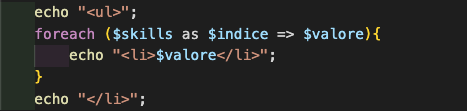 echo "<ul>";
foreach ($skills as $indice => $valore){
echo "<li>$valore</li>";
}
echo "</li>";